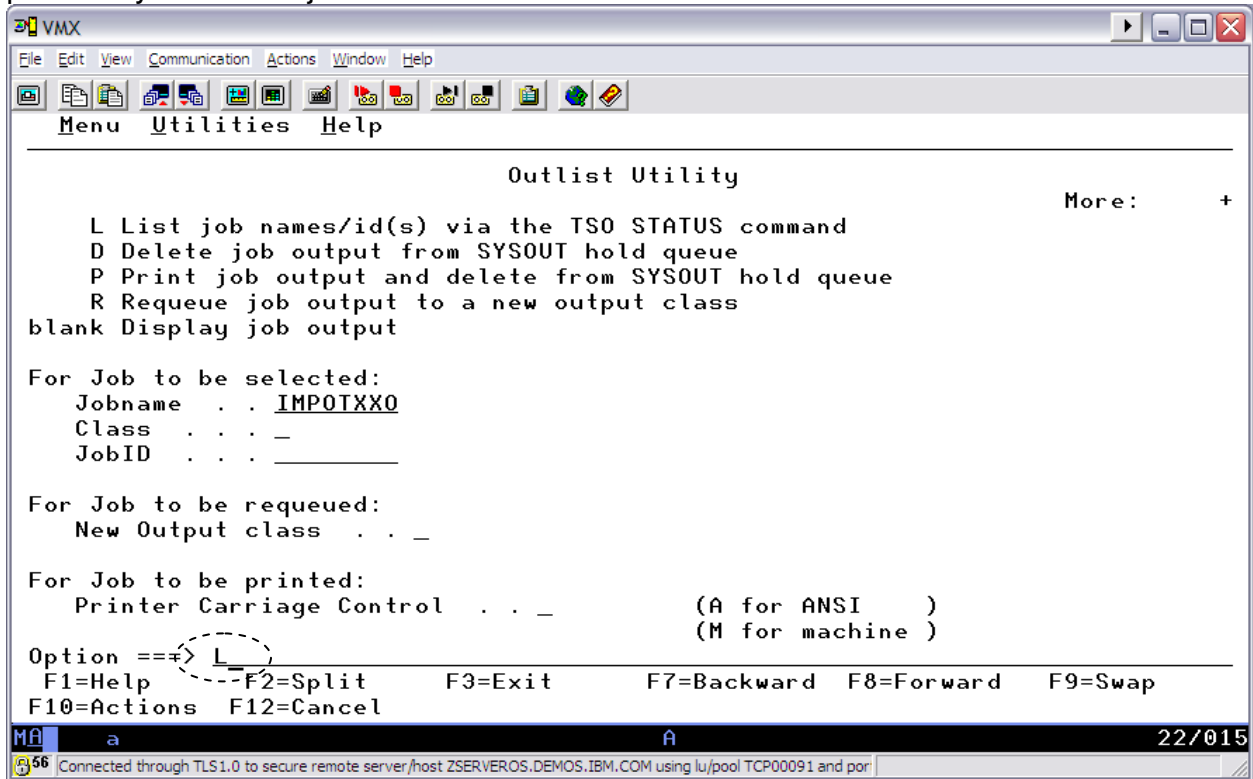 VMX
File Edit View Communication Actions Window Help
Menu Utilities Help
Outlist Utility
More: +
L List job names/id(s) via the TSO STATUS command
D Delete job output from SYSOUT hold queue
P Print job output and delete from SYSOUT hold queue
R Requeue job output to a new output class
blank Display job output
For Job to be selected:
Jobname . . IMPOTXXO
Class . . . _
JobID . . . ________
For Job to be requeued:
New Output class . . _
For Job to be printed:
Printer Carriage Control . . _ (A for ANSI )
(M for machine )
Option ===> L_
F1=Help F2=Split F3=Exit F7=Backward F8=Forward F9=Swap
F10=Actions F12=Cancel
MA a A 22/015
56 Connected through TLS1.0 to secure remote server/host ZSERVEROS.DEMOS.IBM.COM using lu/pool TCP00091 and por